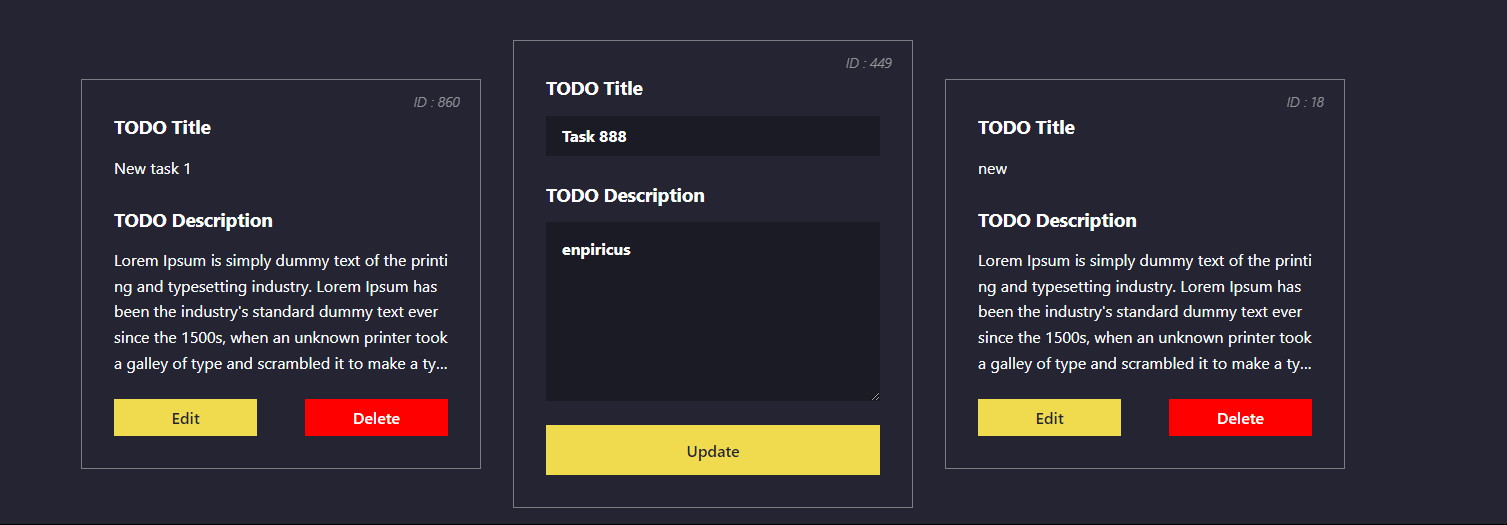 ID : 860
TODO Title
New task 1
TODO Description
Lorem Ipsum is simply dummy text of the printi
ng and typesetting industry. Lorem Ipsum has
been the industry's standard dummy text ever
since the 1500s, when an unknown printer took
a galley of type and scrambled it to make a ty...
Edit
Delete
ID : 449
TODO Title
Task 888
TODO Description
enpiricus
Update
ID : 18
TODO Title
new
TODO Description
Lorem Ipsum is simply dummy text of the printi
ng and typesetting industry. Lorem Ipsum has
been the industry's standard dummy text ever
since the 1500s, when an unknown printer took
a galley of type and scrambled it to make a ty...
Edit
Delete